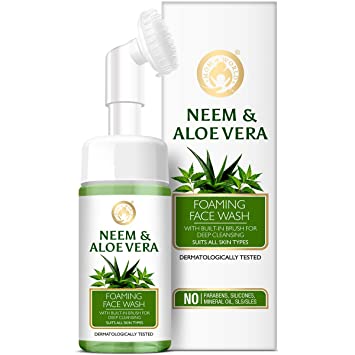 MOM & WORLD
®
NEEM &
ALOE VERA
FOAMING
FACE WASH
WITH BUILT-IN BRUSH FOR
DEEP CLEANSING
SUITS ALL SKIN TYPES
DERMATOLOGICALLY TESTED
NO PARABENS, SILICONES,
MINERAL OIL, SLS/SLES
NEEM &
ALOE VERA
FOAMING
FACE WASH
WITH BUILT-IN BRUSH FOR
DEEP CLEANSING
SUITS ALL SKIN TYPES